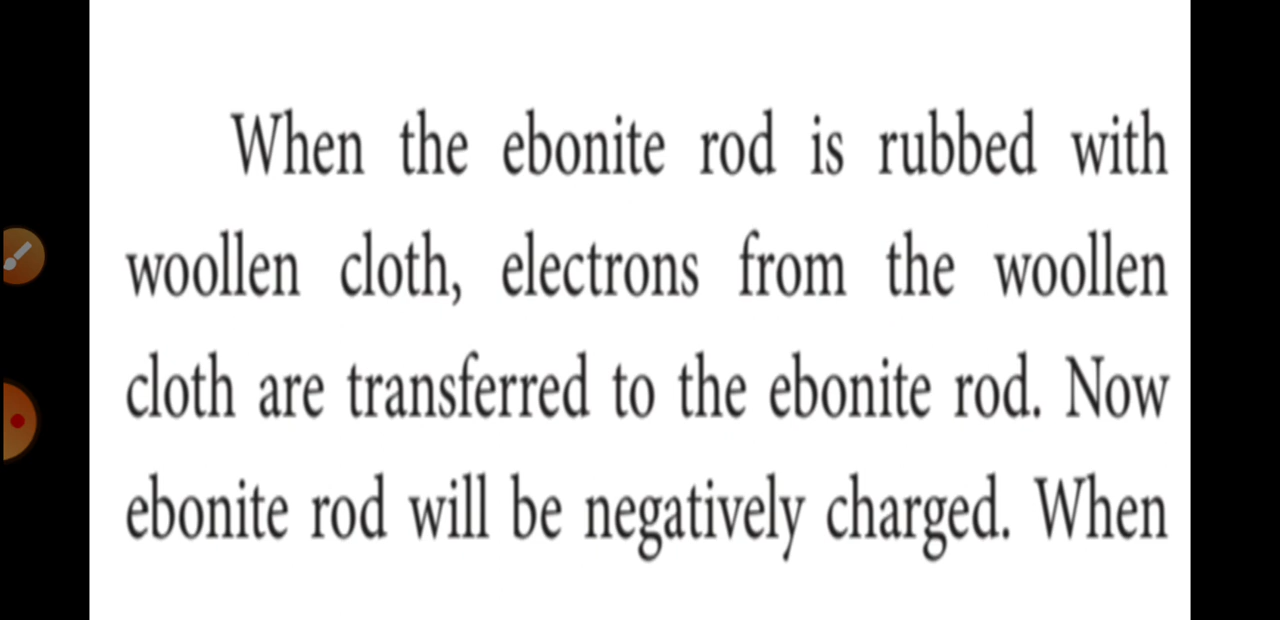 When the ebonite rod is rubbed with
woollen cloth, electrons from the woollen
cloth are transferred to the ebonite rod. Now
ebonite rod will be negatively charged. When